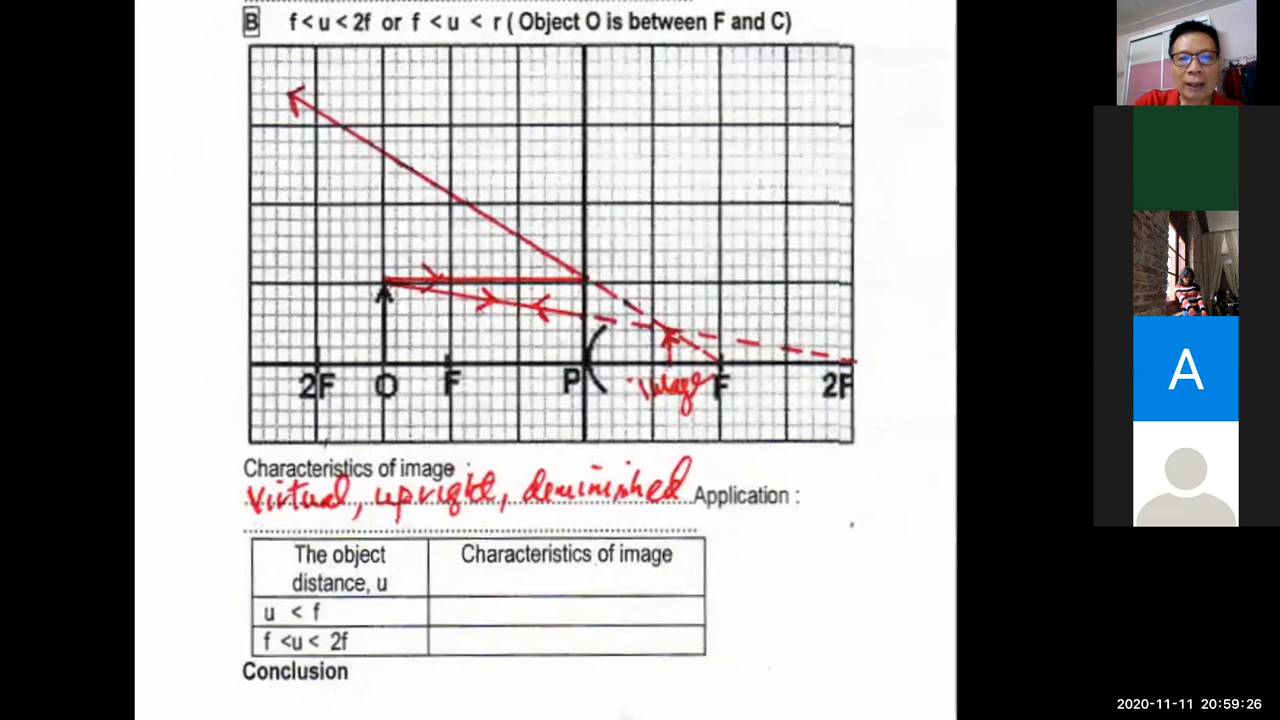 B f < u < 2f or f < u < r ( Object O is between F and C)
2F O F P F 2F
image
Characteristics of image :
virtual, upright, deminished Application :
The object distance, u Characteristics of image
u < f
f <u < 2f
Conclusion
A
2020-11-11 20:59:26